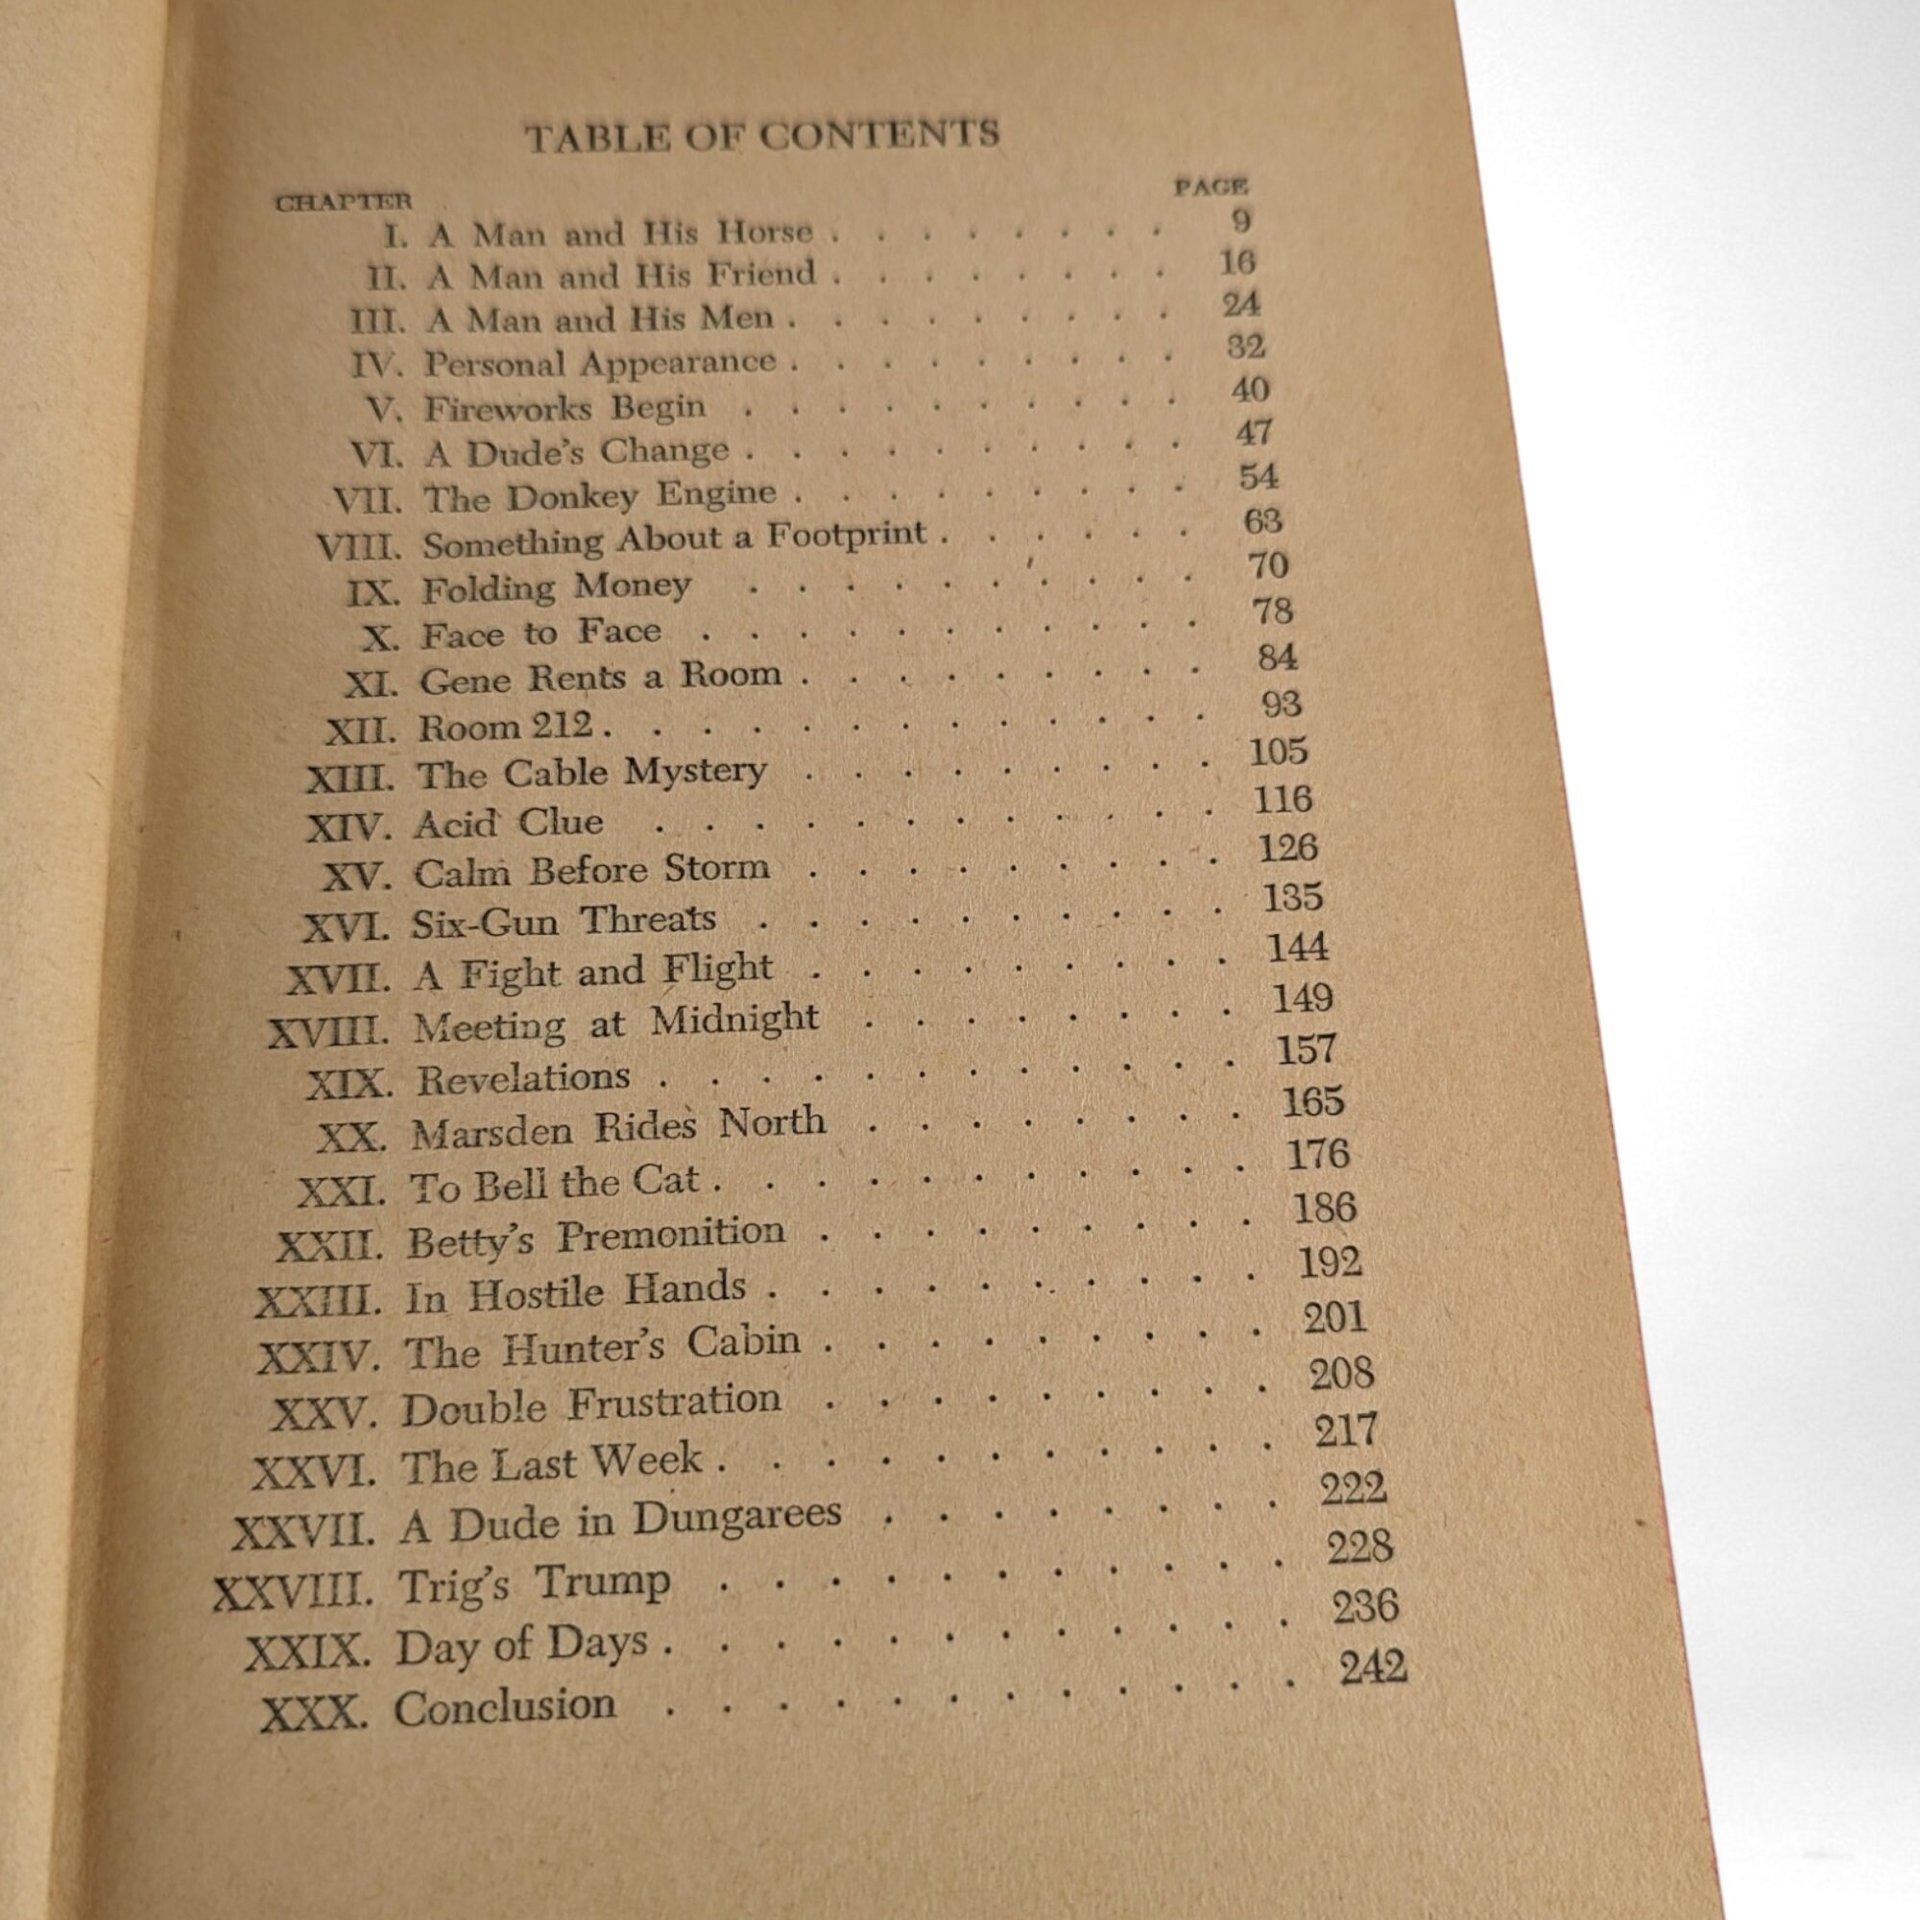 TABLE OF CONTENTS
CHAPTER PAGE
I. A Man and His Horse . . . . . . . . 9
II. A Man and His Friend . . . . . . . . 16
III. A Man and His Men . . . . . . . . . 24
IV. Personal Appearance . . . . . . . . . 32
V. Fireworks Begin . . . . . . . . . . 40
VI. A Dude's Change . . . . . . . . . . 47
VII. The Donkey Engine . . . . . . . . . 54
VIII. Something About a Footprint . . . . . . 63
IX. Folding Money . . . . . . . . . . 70
X. Face to Face . . . . . . . . . . . 78
XI. Gene Rents a Room . . . . . . . . . 84
XII. Room 212 . . . . . . . . . . . . . 93
XIII. The Cable Mystery . . . . . . . . . 105
XIV. Acid Clue . . . . . . . . . . . . 116
XV. Calm Before Storm . . . . . . . . . 126
XVI. Six-Gun Threats . . . . . . . . . . 135
XVII. A Fight and Flight . . . . . . . . . 144
XVIII. Meeting at Midnight . . . . . . . . 149
XIX. Revelations . . . . . . . . . . . . 157
XX. Marsden Rides North . . . . . . . . 165
XXI. To Bell the Cat . . . . . . . . . . . 176
XXII. Betty's Premonition . . . . . . . . . 186
XXIII. In Hostile Hands . . . . . . . . . . 192
XXIV. The Hunter's Cabin . . . . . . . . . 201
XXV. Double Frustration . . . . . . . . . 208
XXVI. The Last Week . . . . . . . . . . . 217
XXVII. A Dude in Dungarees . . . . . . . . 222
XXVIII. Trig's Trump . . . . . . . . . . . 228
XXIX. Day of Days . . . . . . . . . . . . 236
XXX. Conclusion . . . . . . . . . . . . 242